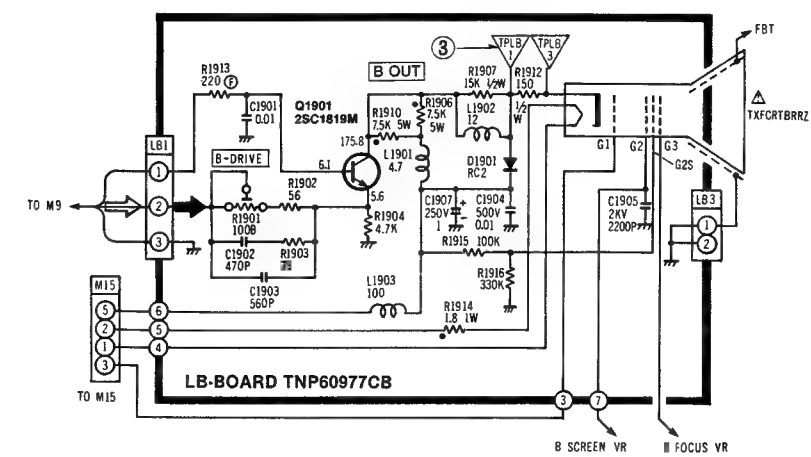 FBT
3
TPLB
1
TPLB
3
B OUT
R1913
220 F
C1901
0.01
Q1901
2SC1819M
R1910
7.5K 5W
R1906
7.5K
5W
R1907
15K ½W
R1912
150
½
W
L1902
12
TXFCRTBRRZ
G1
G2
G3
G2S
LB1
B-DRIVE
175.8
6.1
5.6
L1901
4.7
D1901
RC2
1
2
3
TO M9
R1902
56
R1901
100B
C1902
470P
R1903
C1903
560P
R1904
4.7K
C1907
250V
1
+
-
C1904
500V
0.01
R1915 100K
R1916
330K
C1905
2KV
2200P
LB3
1
2
M15
5
2
1
3
6
5
4
L1903
100
R1914
1.8 1W
TO M15
LB-BOARD TNP60977CB
3
7
B SCREEN VR
FOCUS VR